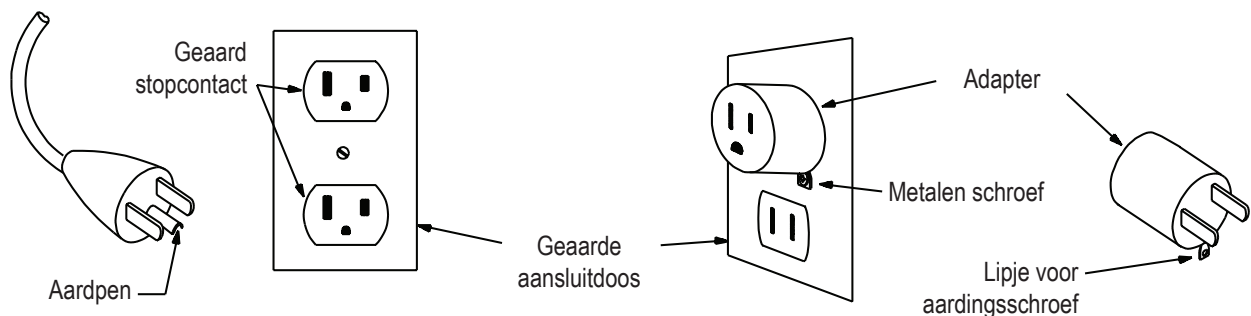 Geaard
stopcontact
Adapter
Metalen schroef
Geaarde
aansluitdoos
Aardpen
Lipje voor
aardingsschroef